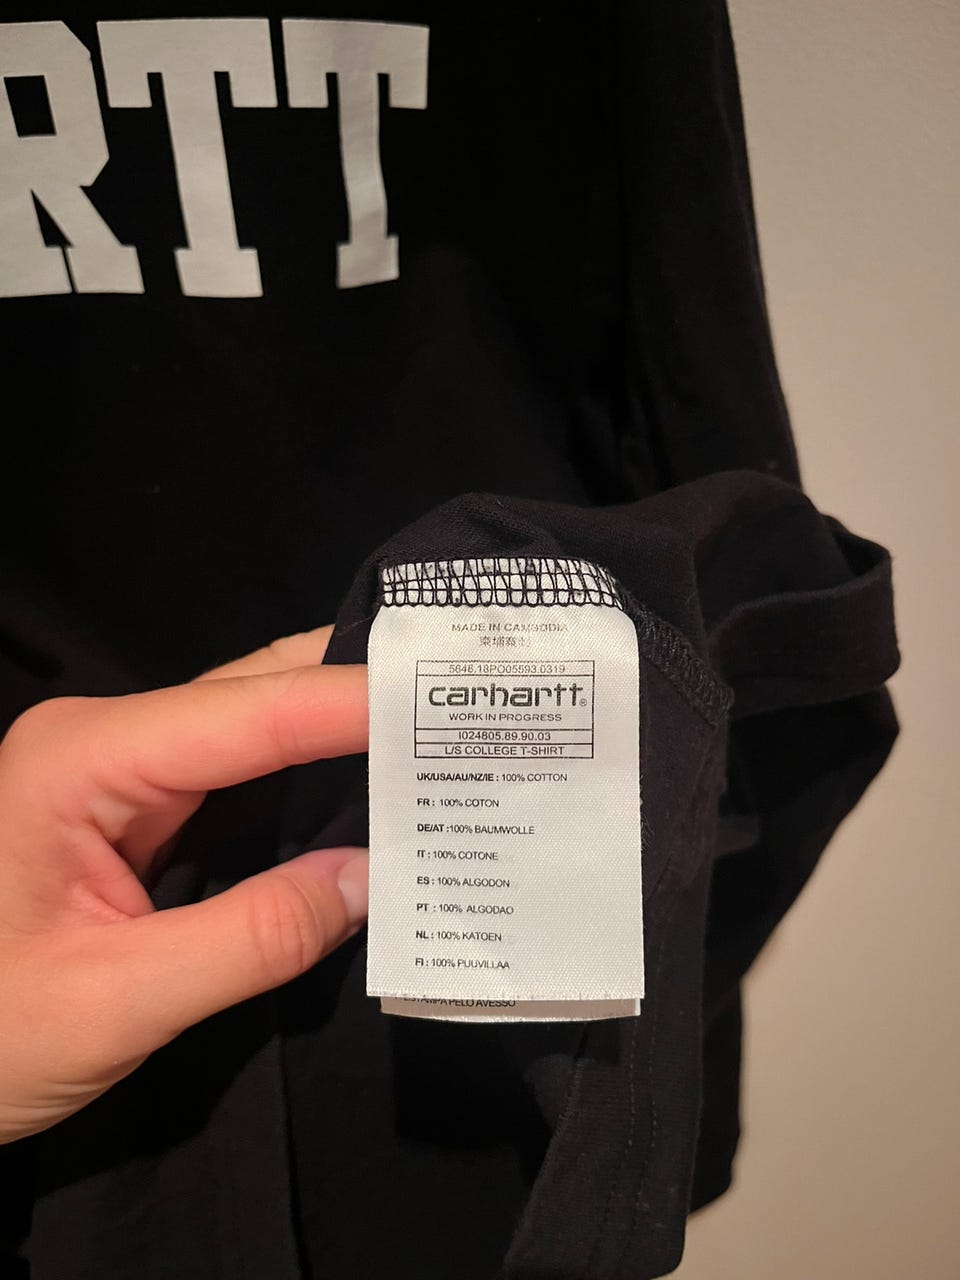 RTT
MADE IN CAMBODIA
柬埔寨制
5646.18PO05593.0319
carhartt®
WORK IN PROGRESS
I024805.89.90.03
L/S COLLEGE T-SHIRT
UK/USA/AU/NZ/IE : 100% COTTON
FR : 100% COTON
DE/AT :100% BAUMWOLLE
IT : 100% COTONE
ES : 100% ALGODON
PT : 100% ALGODAO
NL : 100% KATOEN
FI : 100% PUUVILLAA
ESTAMPA PELO AVESSO